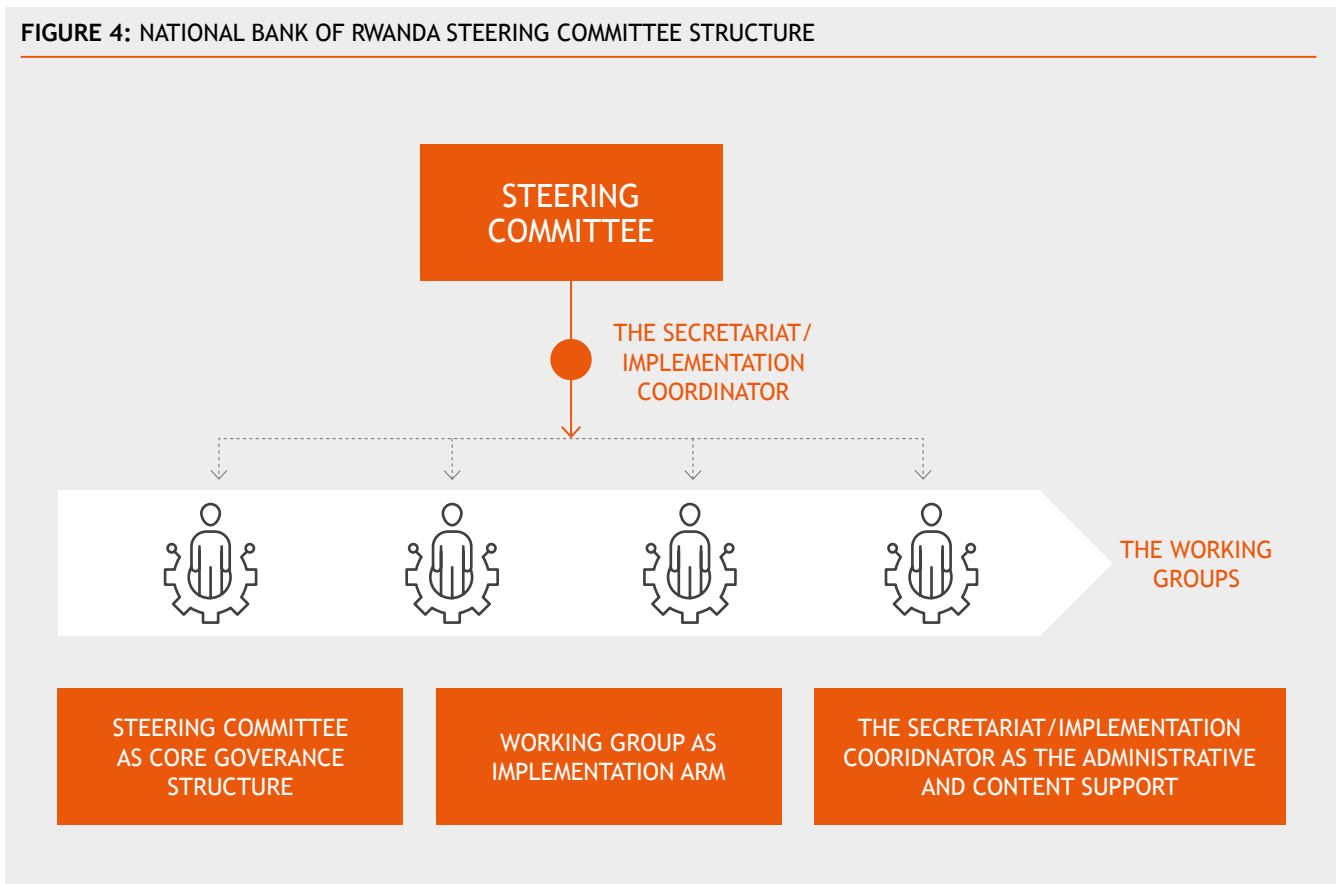 FIGURE 4: NATIONAL BANK OF RWANDA STEERING COMMITTEE STRUCTURE
STEERING
COMMITTEE
THE SECRETARIAT/
IMPLEMENTATION
COORDINATOR
THE WORKING
GROUPS
STEERING COMMITTEE
AS CORE GOVERANCE
STRUCTURE
WORKING GROUP AS
IMPLEMENTATION ARM
THE SECRETARIAT/IMPLEMENTATION
COORIDNATOR AS THE ADMINISTRATIVE
AND CONTENT SUPPORT